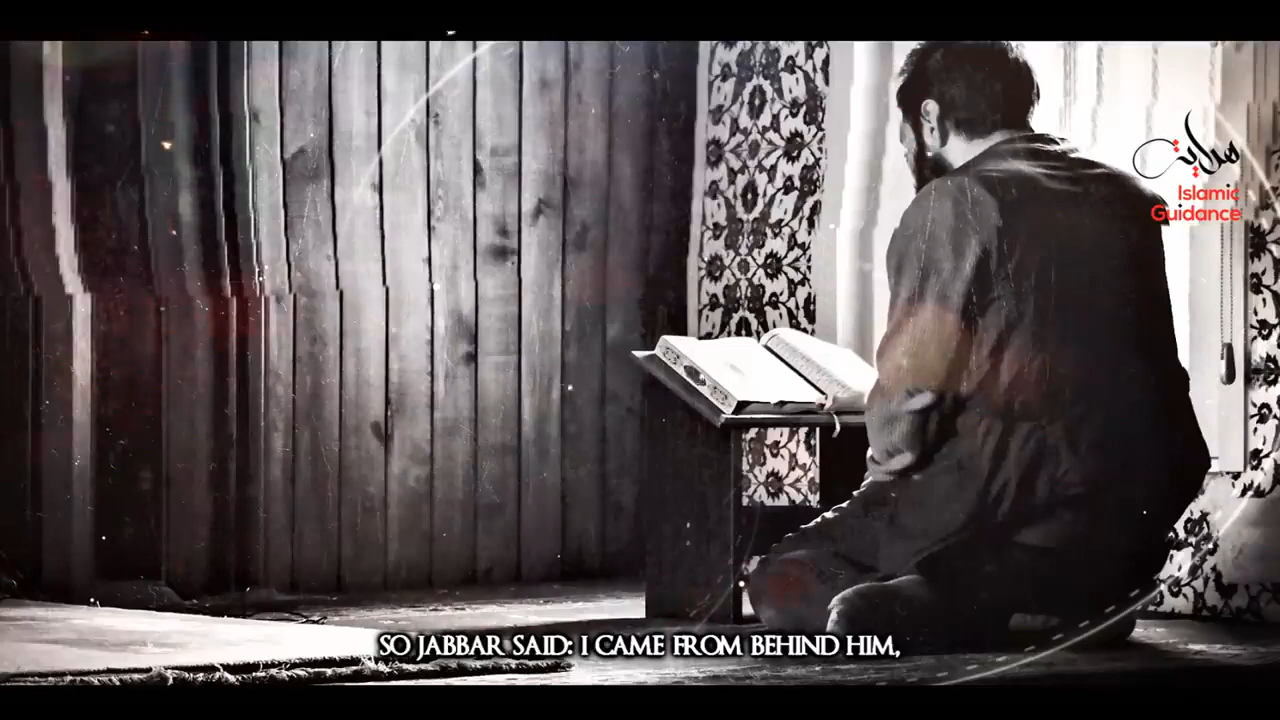 هداية
Islamic
Guidance
SO JABBAR SAID: I CAME FROM BEHIND HIM,